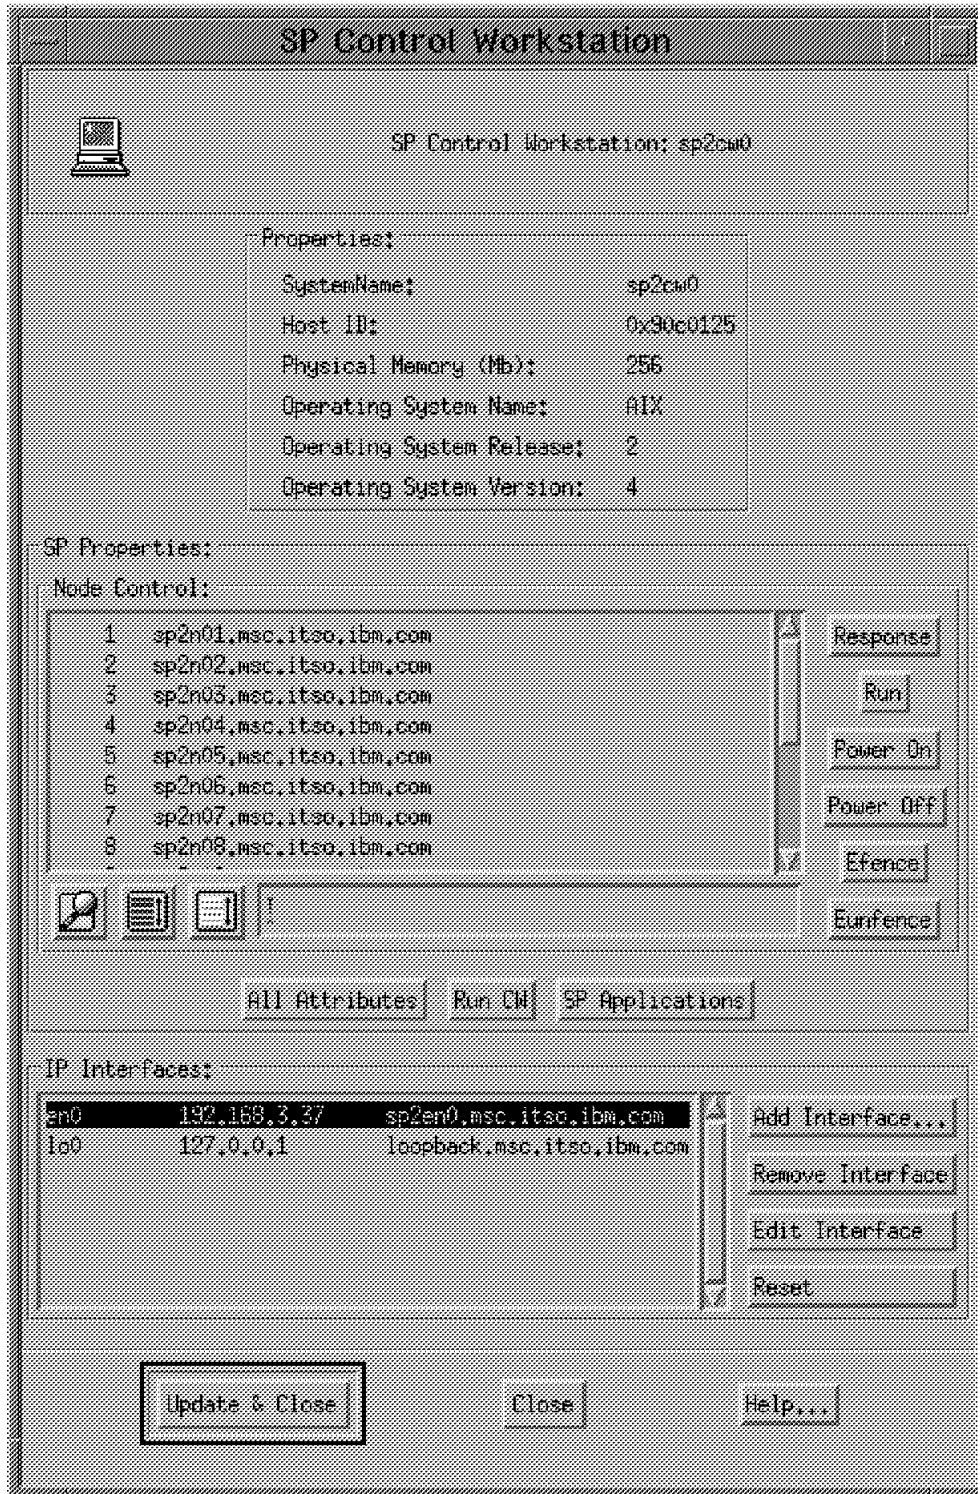 SP Control Workstation
SP Control Workstation: sp2cw0
Properties:
SystemName: sp2cw0
Host ID: 0x90c0125
Physical Memory (Mb): 256
Operating System Name: AIX
Operating System Release: 2
Operating System Version: 4
SP Properties:
Node Control:
1 sp2n01.msc.itso.ibm.com
2 sp2n02.msc.itso.ibm.com
3 sp2n03.msc.itso.ibm.com
4 sp2n04.msc.itso.ibm.com
5 sp2n05.msc.itso.ibm.com
6 sp2n06.msc.itso.ibm.com
7 sp2n07.msc.itso.ibm.com
8 sp2n08.msc.itso.ibm.com
Response
Run
Power On
Power Off
Efence
Eunfence
All Attributes Run CW SP Applications
IP Interfaces:
en0 192.168.3.37 sp2en0.msc.itso.ibm.com
lo0 127.0.0.1 loopback.msc.itso.ibm.com
Add Interface...
Remove Interface
Edit Interface
Reset
Update & Close Close Help...